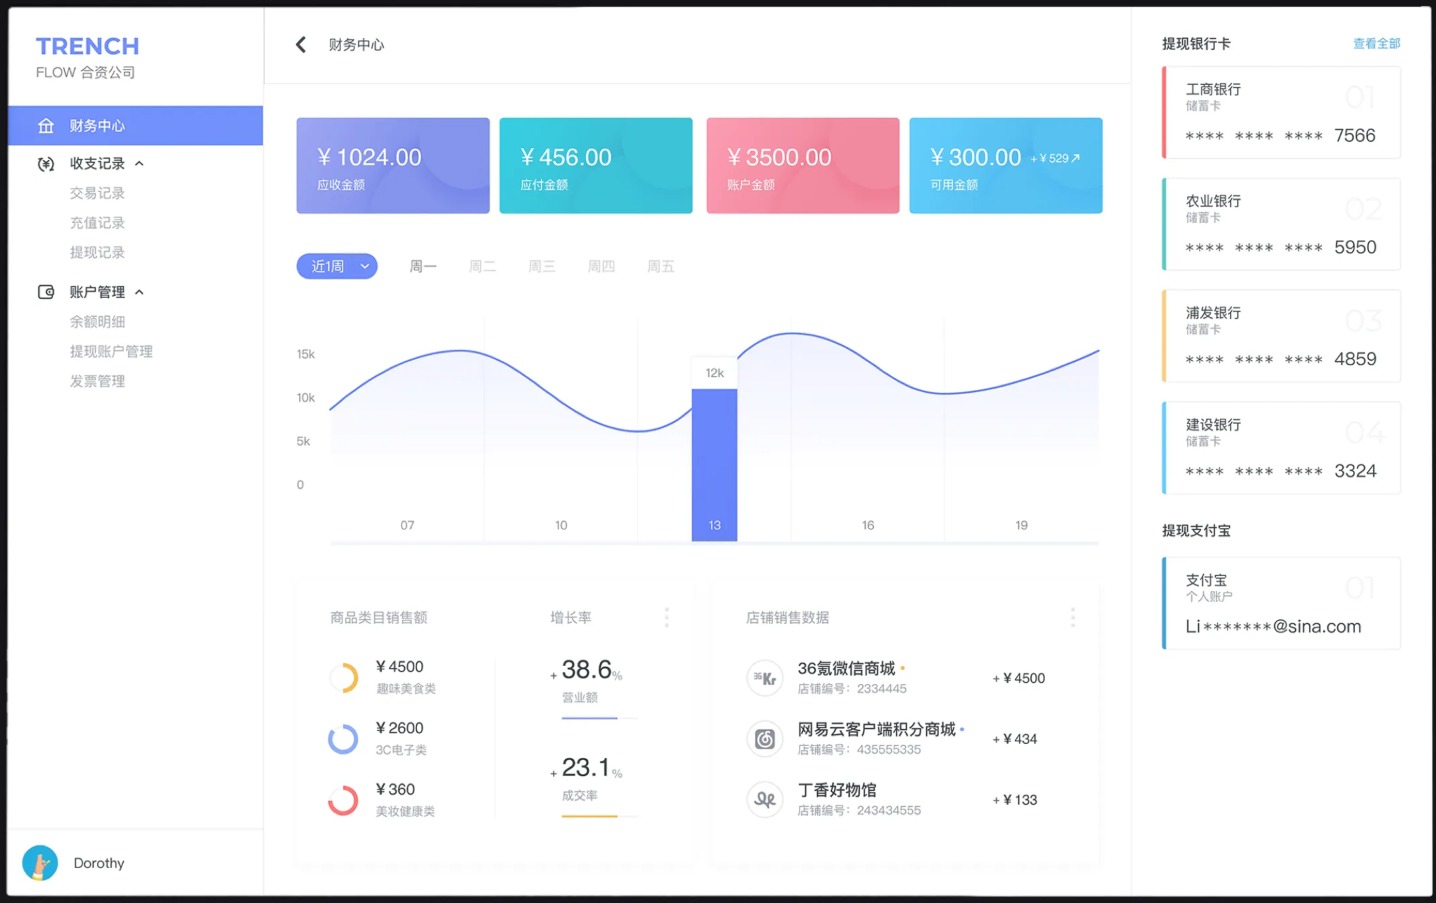 TRENCH
FLOW 合资公司
财务中心
收支记录
交易记录
充值记录
提现记录
账户管理
余额明细
提现账户管理
发票管理
Dorothy
财务中心
¥1024.00
应收金额
¥456.00
应付金额
¥3500.00
账户金额
¥300.00 +¥529↗
可用金额
近1周 周一 周二 周三 周四 周五
15k
10k
5k
0
12k
07 10 13 16 19
商品类目销售额 增长率
¥4500
趣味美食类
¥2600
3C电子类
¥360
美妆健康类
+38.6%
营业额
+23.1%
成交率
店铺销售数据
36Kr
36氪微信商城
店铺编号：2334445
+¥4500
网易云客户端积分商城
店铺编号：435555335
+¥434
丁香好物馆
店铺编号：243434555
+¥133
提现银行卡 查看全部
工商银行 01
储蓄卡
**** **** **** 7566
农业银行 02
储蓄卡
**** **** **** 5950
浦发银行 03
储蓄卡
**** **** **** 4859
建设银行 04
储蓄卡
**** **** **** 3324
提现支付宝
支付宝 01
个人账户
Li*******@sina.com